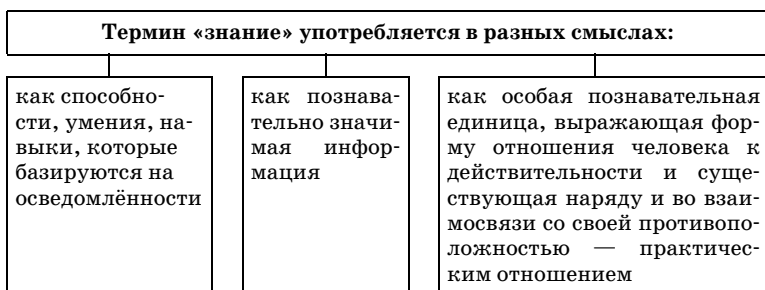 Термин «знание» употребляется в разных смыслах:
как способно-
сти, умения, на-
выки, которые
базируются на
осведомлённости
как познава-
тельно значи-
мая инфор-
мация
как особая познавательная
единица, выражающая фор-
му отношения человека к
действительности и суще-
ствующая наряду и во взаи-
мосвязи со своей противопо-
ложностью — практичес-
ким отношением